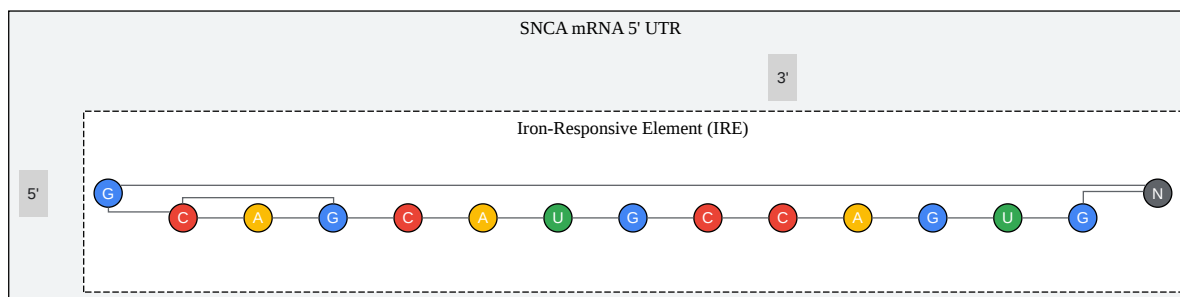 SNCA mRNA 5' UTR
3'
Iron-Responsive Element (IRE)
5'
G N
C A G C A U G C C A G U G